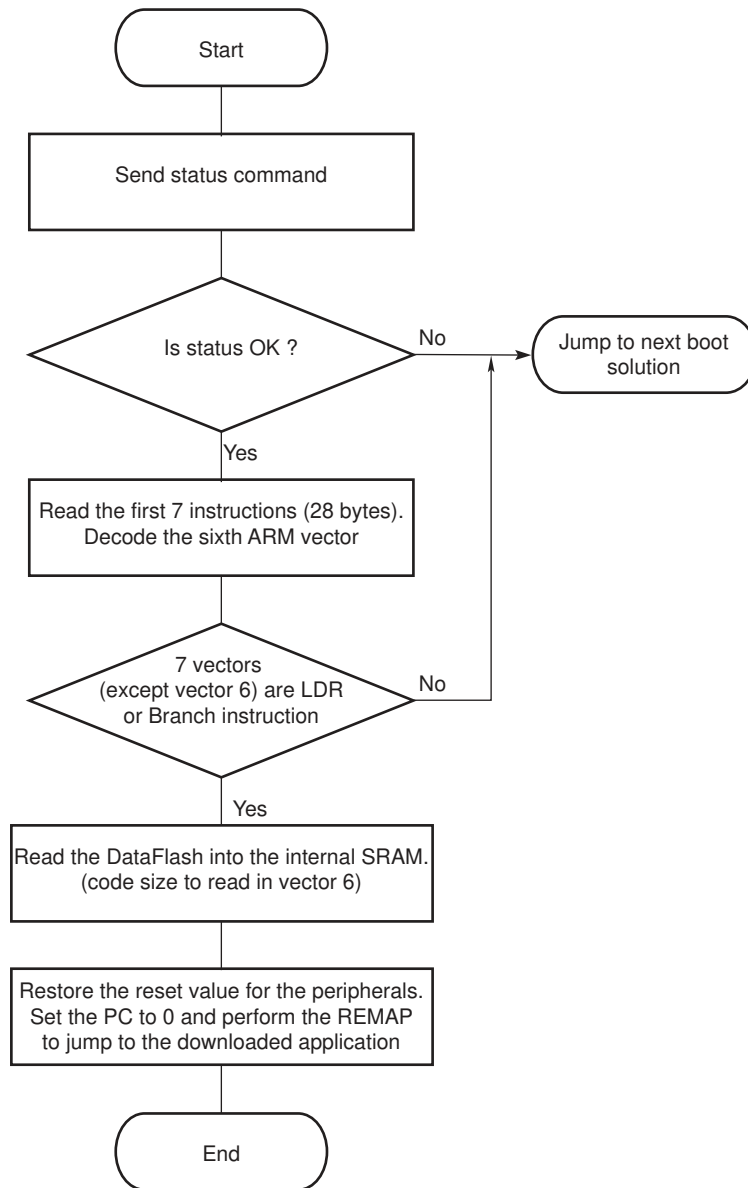 Start
Send status command
Is status OK ?
No
Jump to next boot
solution
Yes
Read the first 7 instructions (28 bytes).
Decode the sixth ARM vector
7 vectors
(except vector 6) are LDR
or Branch instruction
No
Yes
Read the DataFlash into the internal SRAM.
(code size to read in vector 6)
Restore the reset value for the peripherals.
Set the PC to 0 and perform the REMAP
to jump to the downloaded application
End